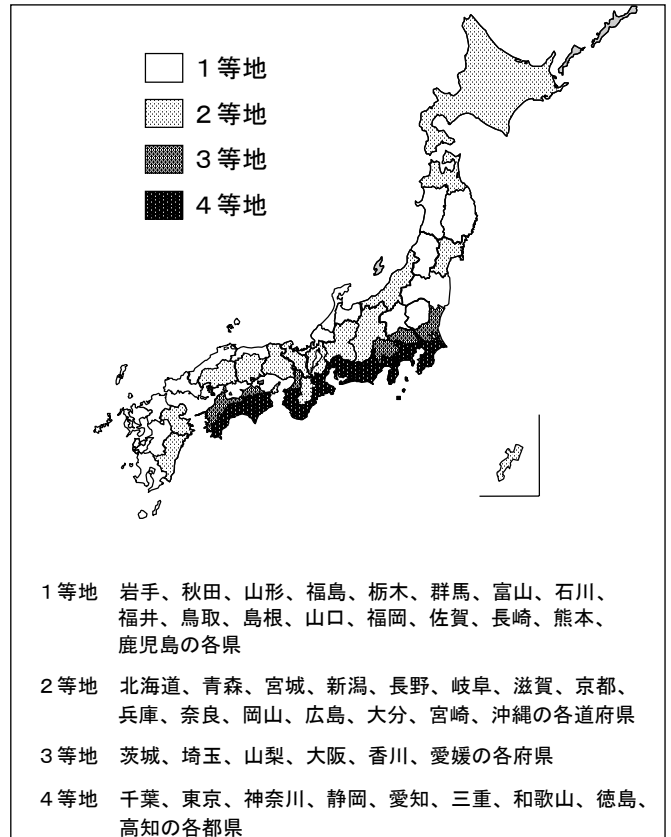 1等地
2等地
3等地
4等地
1等地 岩手、秋田、山形、福島、栃木、群馬、富山、石川、
福井、鳥取、島根、山口、福岡、佐賀、長崎、熊本、
鹿児島の各県
2等地 北海道、青森、宮城、新潟、長野、岐阜、滋賀、京都、
兵庫、奈良、岡山、広島、大分、宮崎、沖縄の各道府県
3等地 茨城、埼玉、山梨、大阪、香川、愛媛の各府県
4等地 千葉、東京、神奈川、静岡、愛知、三重、和歌山、徳島、
高知の各都県